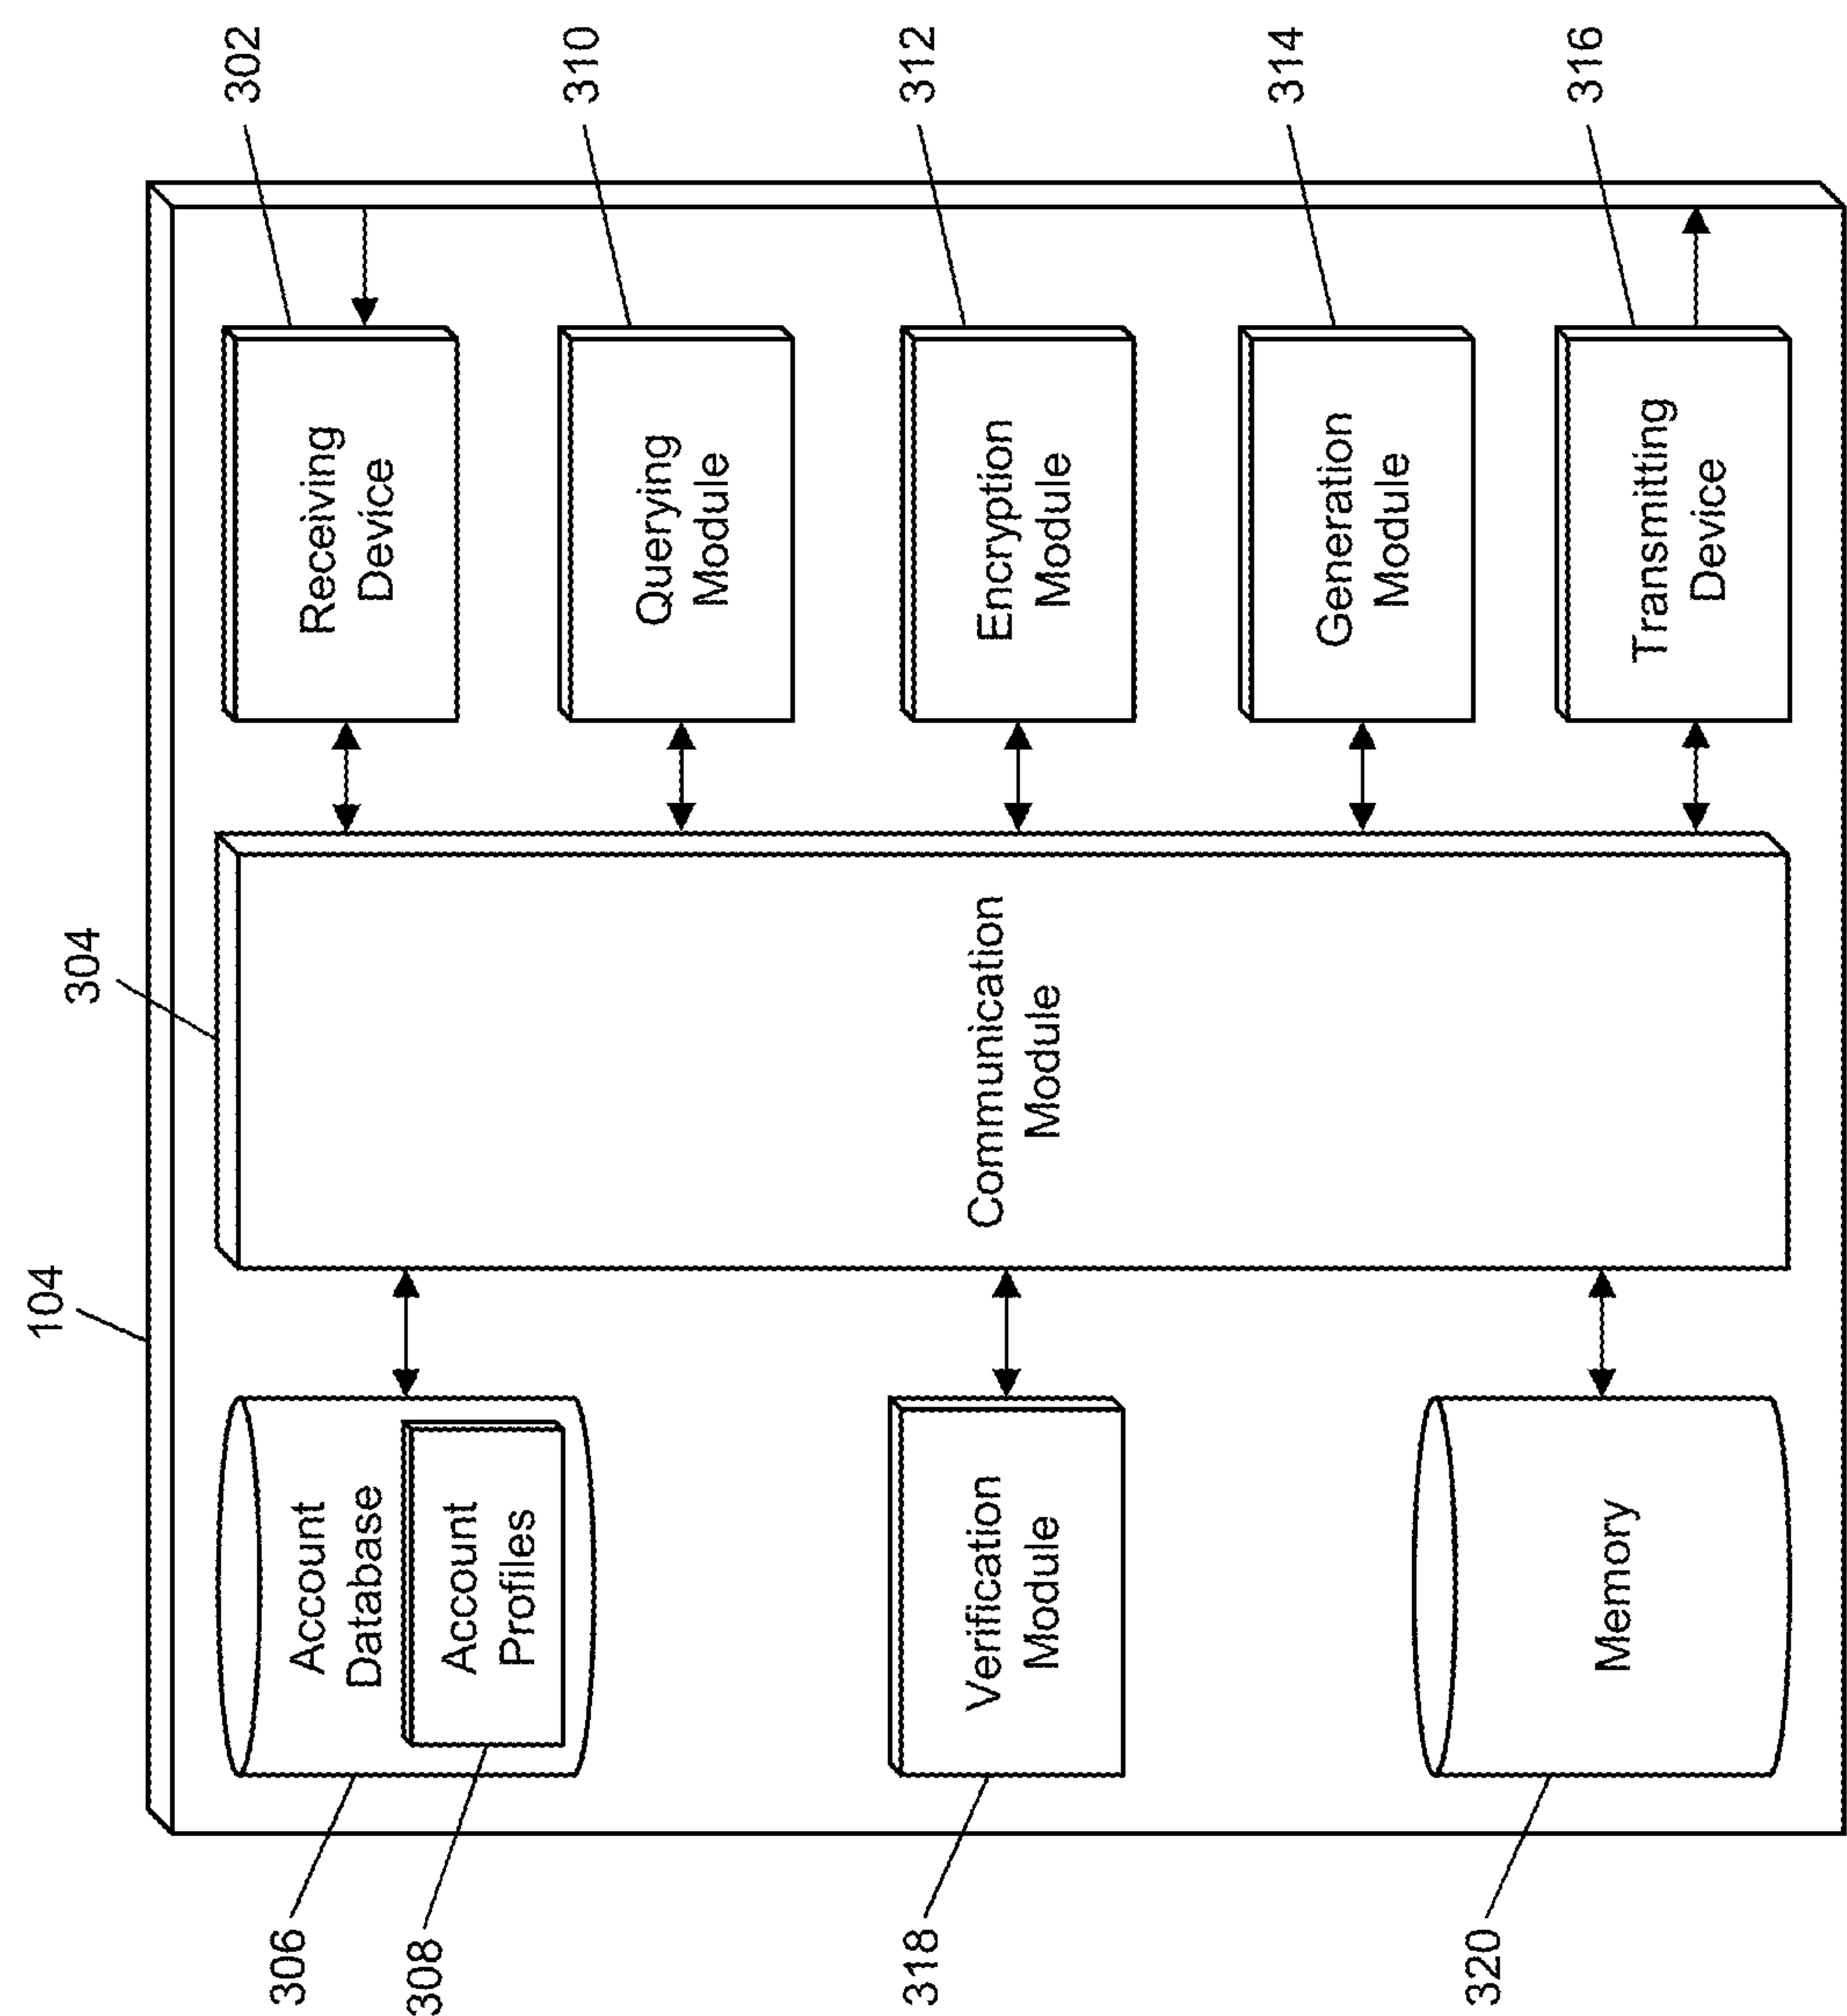 104
304
306
Account
Database
308
Account
Profiles
318
Verification
Module
320
Memory
Communication
Module
Receiving
Device
302
Querying
Module
310
Encryption
Module
312
Generation
Module
314
Transmitting
Device
316